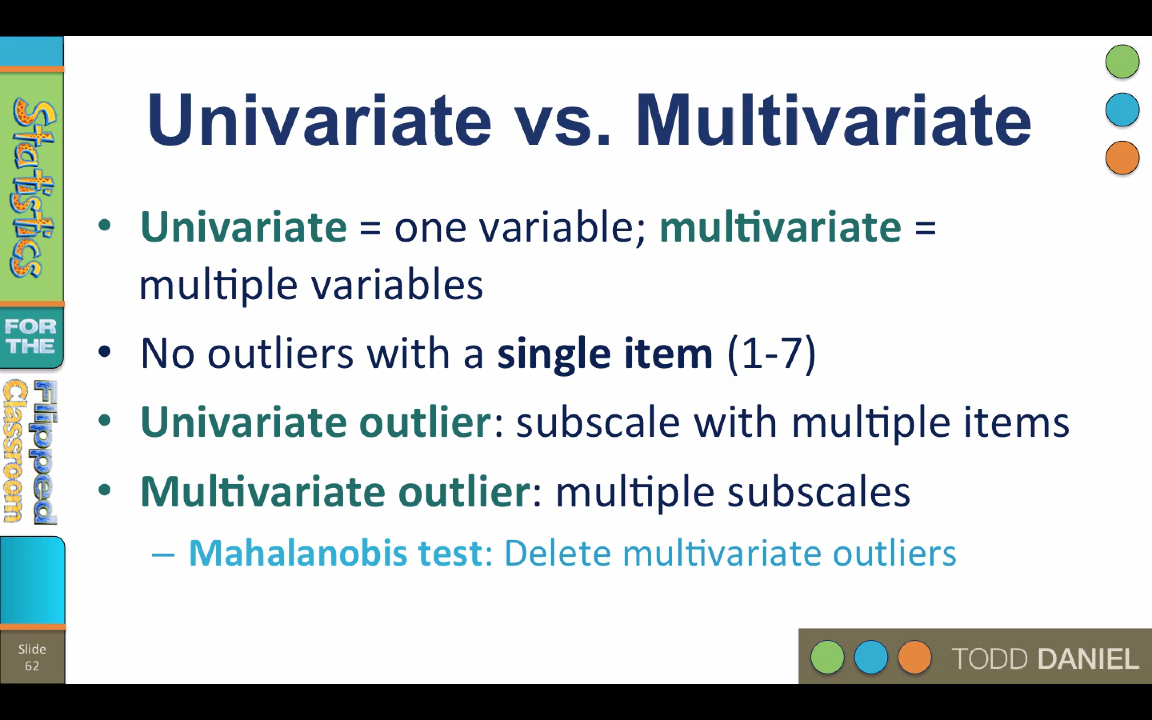 Univariate vs. Multivariate
• Univariate = one variable; multivariate =
multiple variables
• No outliers with a single item (1-7)
• Univariate outlier: subscale with multiple items
• Multivariate outlier: multiple subscales
– Mahalanobis test: Delete multivariate outliers
Statistics
FOR
THE
Flipped
Classroom
Slide
62
TODD DANIEL